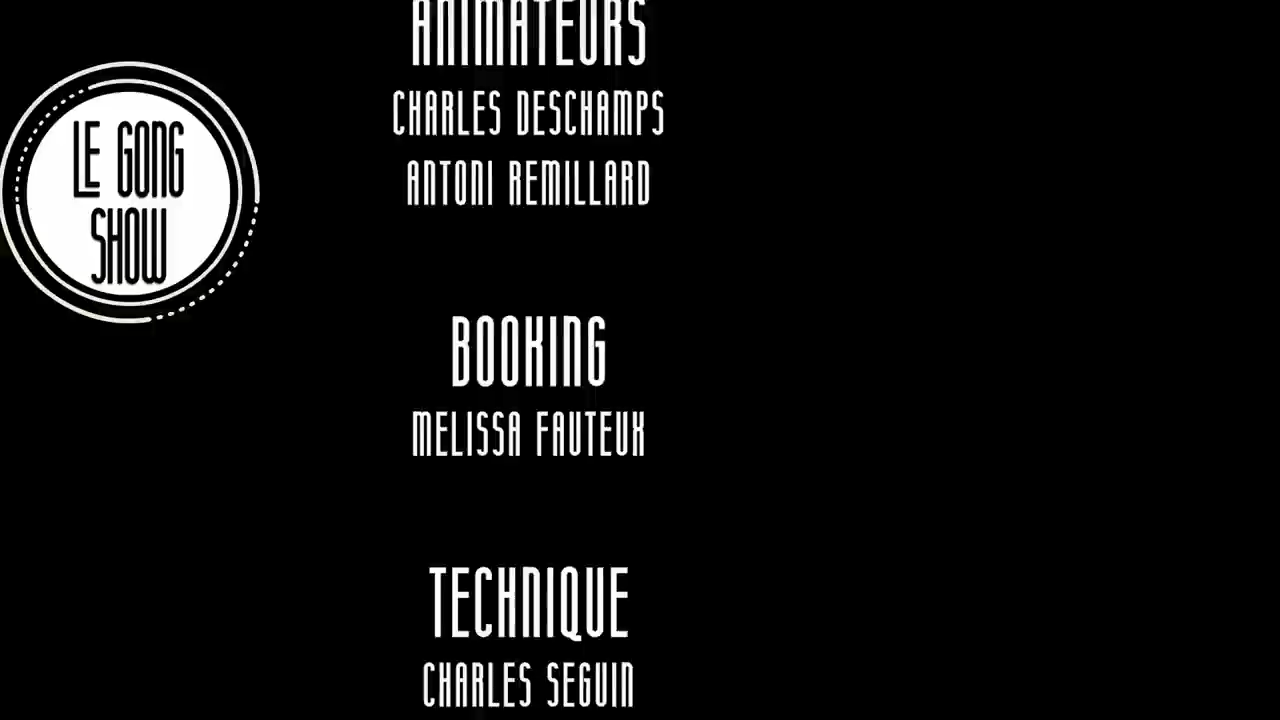 LE GONG
SHOW
ANIMATEURS
CHARLES DESCHAMPS
ANTONI REMILLARD
BOOKING
MELISSA FAUTEUX
TECHNIQUE
CHARLES SEGUIN